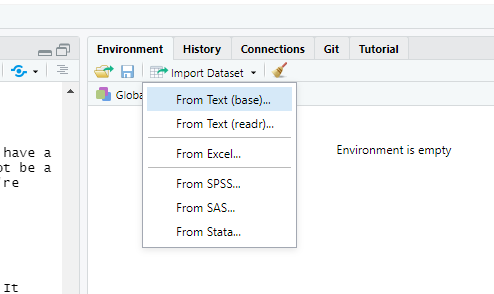 Environment History Connections Git Tutorial
Import Dataset
Globa
From Text (base)...
From Text (readr)...
From Excel...
From SPSS...
From SAS...
From Stata...
Environment is empty
have a
ot be a
're
It